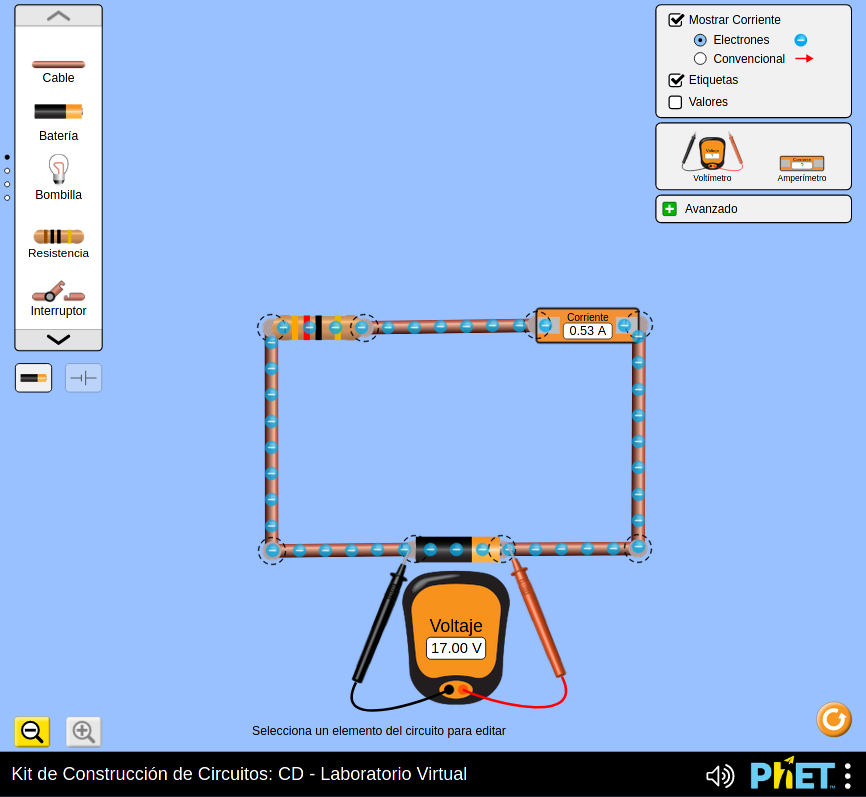 Cable
Batería
Bombilla
Resistencia
Interruptor
Mostrar Corriente
Electrones
Convencional
Etiquetas
Valores
Voltaje
?
Voltímetro
Corriente
?
Amperímetro
Avanzado
Corriente
0.53 A
Voltaje
17.00 V
Selecciona un elemento del circuito para editar
Kit de Construcción de Circuitos: CD - Laboratorio Virtual
PhET